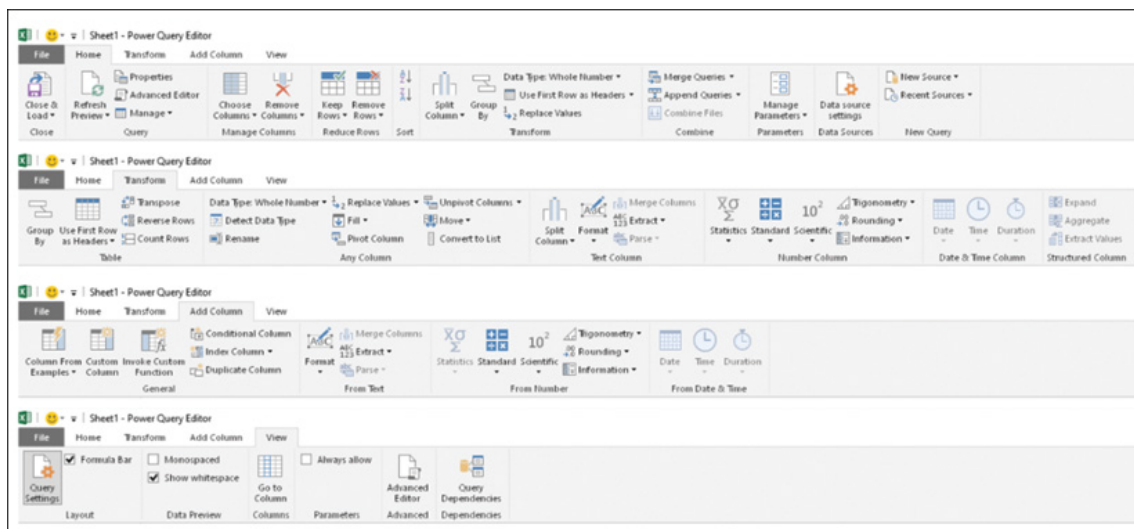 Sheet1 - Power Query Editor
File Home Transform Add Column View
Close & Load Refresh Preview Properties Advanced Editor Manage Choose Columns Remove Columns Keep Rows Remove Rows Split Column Group By Data Type: Whole Number Use First Row as Headers Replace Values Merge Queries Append Queries Combine Files Manage Parameters Data source settings New Source Recent Sources
Close Query Manage Columns Reduce Rows Sort Transform Combine Parameters Data Sources New Query
Sheet1 - Power Query Editor
File Home Transform Add Column View
Group By Use First Row as Headers Transpose Reverse Rows Count Rows Data Type: Whole Number Detect Data Type Rename Replace Values Fill Pivot Column Unpivot Columns Move Convert to List Split Column Format Merge Columns Extract Parse Statistics Standard Scientific Trigonometry Rounding Information Date Time Duration Expand Aggregate Extract Values
Table Any Column Text Column Number Column Date & Time Column Structured Column
Sheet1 - Power Query Editor
File Home Transform Add Column View
Column From Examples Custom Column Invoke Custom Function Conditional Column Index Column Duplicate Column Format Merge Columns Extract Parse Statistics Standard Scientific Trigonometry Rounding Information Date Time Duration
General From Text From Number From Date & Time
Sheet1 - Power Query Editor
File Home Transform Add Column View
Query Settings Formula Bar Monospaced Show whitespace Go to Column Always allow Advanced Editor Query Dependencies
Layout Data Preview Columns Parameters Advanced Dependencies